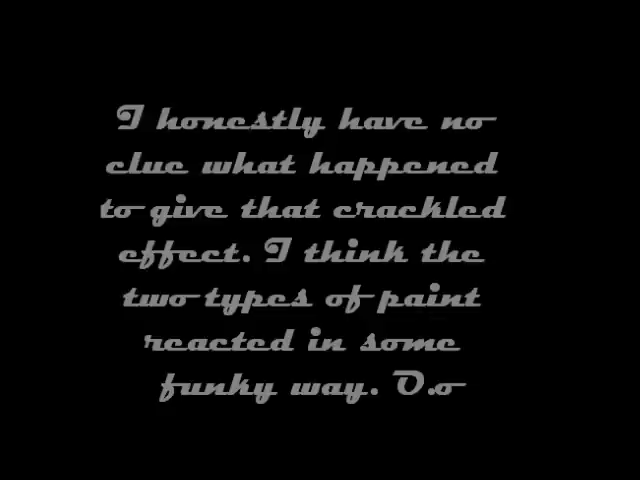 I honestly have no
clue what happened
to give that crackled
effect. I think the
two types of paint
reacted in some
funky way. O.o